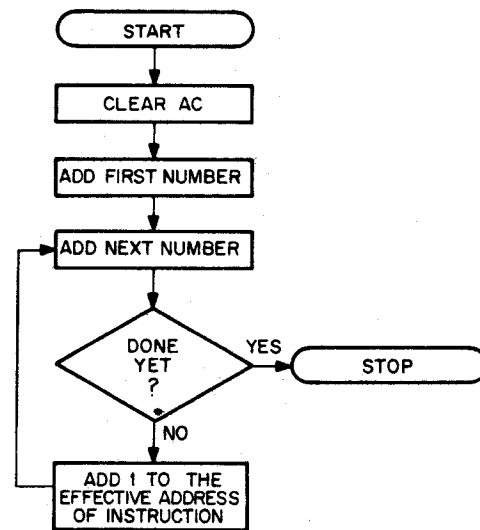 START
CLEAR AC
ADD FIRST NUMBER
ADD NEXT NUMBER
DONE
YET
?
YES
STOP
NO
ADD 1 TO THE
EFFECTIVE ADDRESS
OF INSTRUCTION